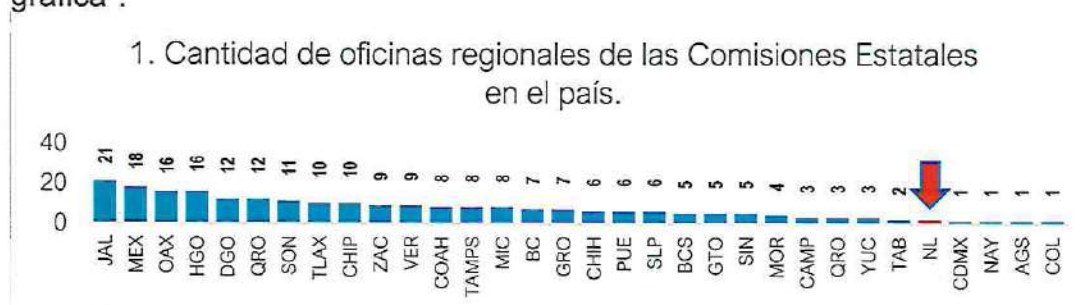 gráfica
1. Cantidad de oficinas regionales de las Comisiones Estatales
en el país.
40
20
0
21 18 16 16 12 12 11 10 10 9 9 8 8 8 7 7 6 6 6 5 5 5 4 3 3 3 2 1 1 1 1
JAL MEX OAX HGO DGO QRO SON TLAX CHIP ZAC VER COAH TAMPS MIC BC GRO CHIH PUE SLP BCS GTO SIN MOR CAMP QRO YUC TAB NL CDMX NAY AGS COL